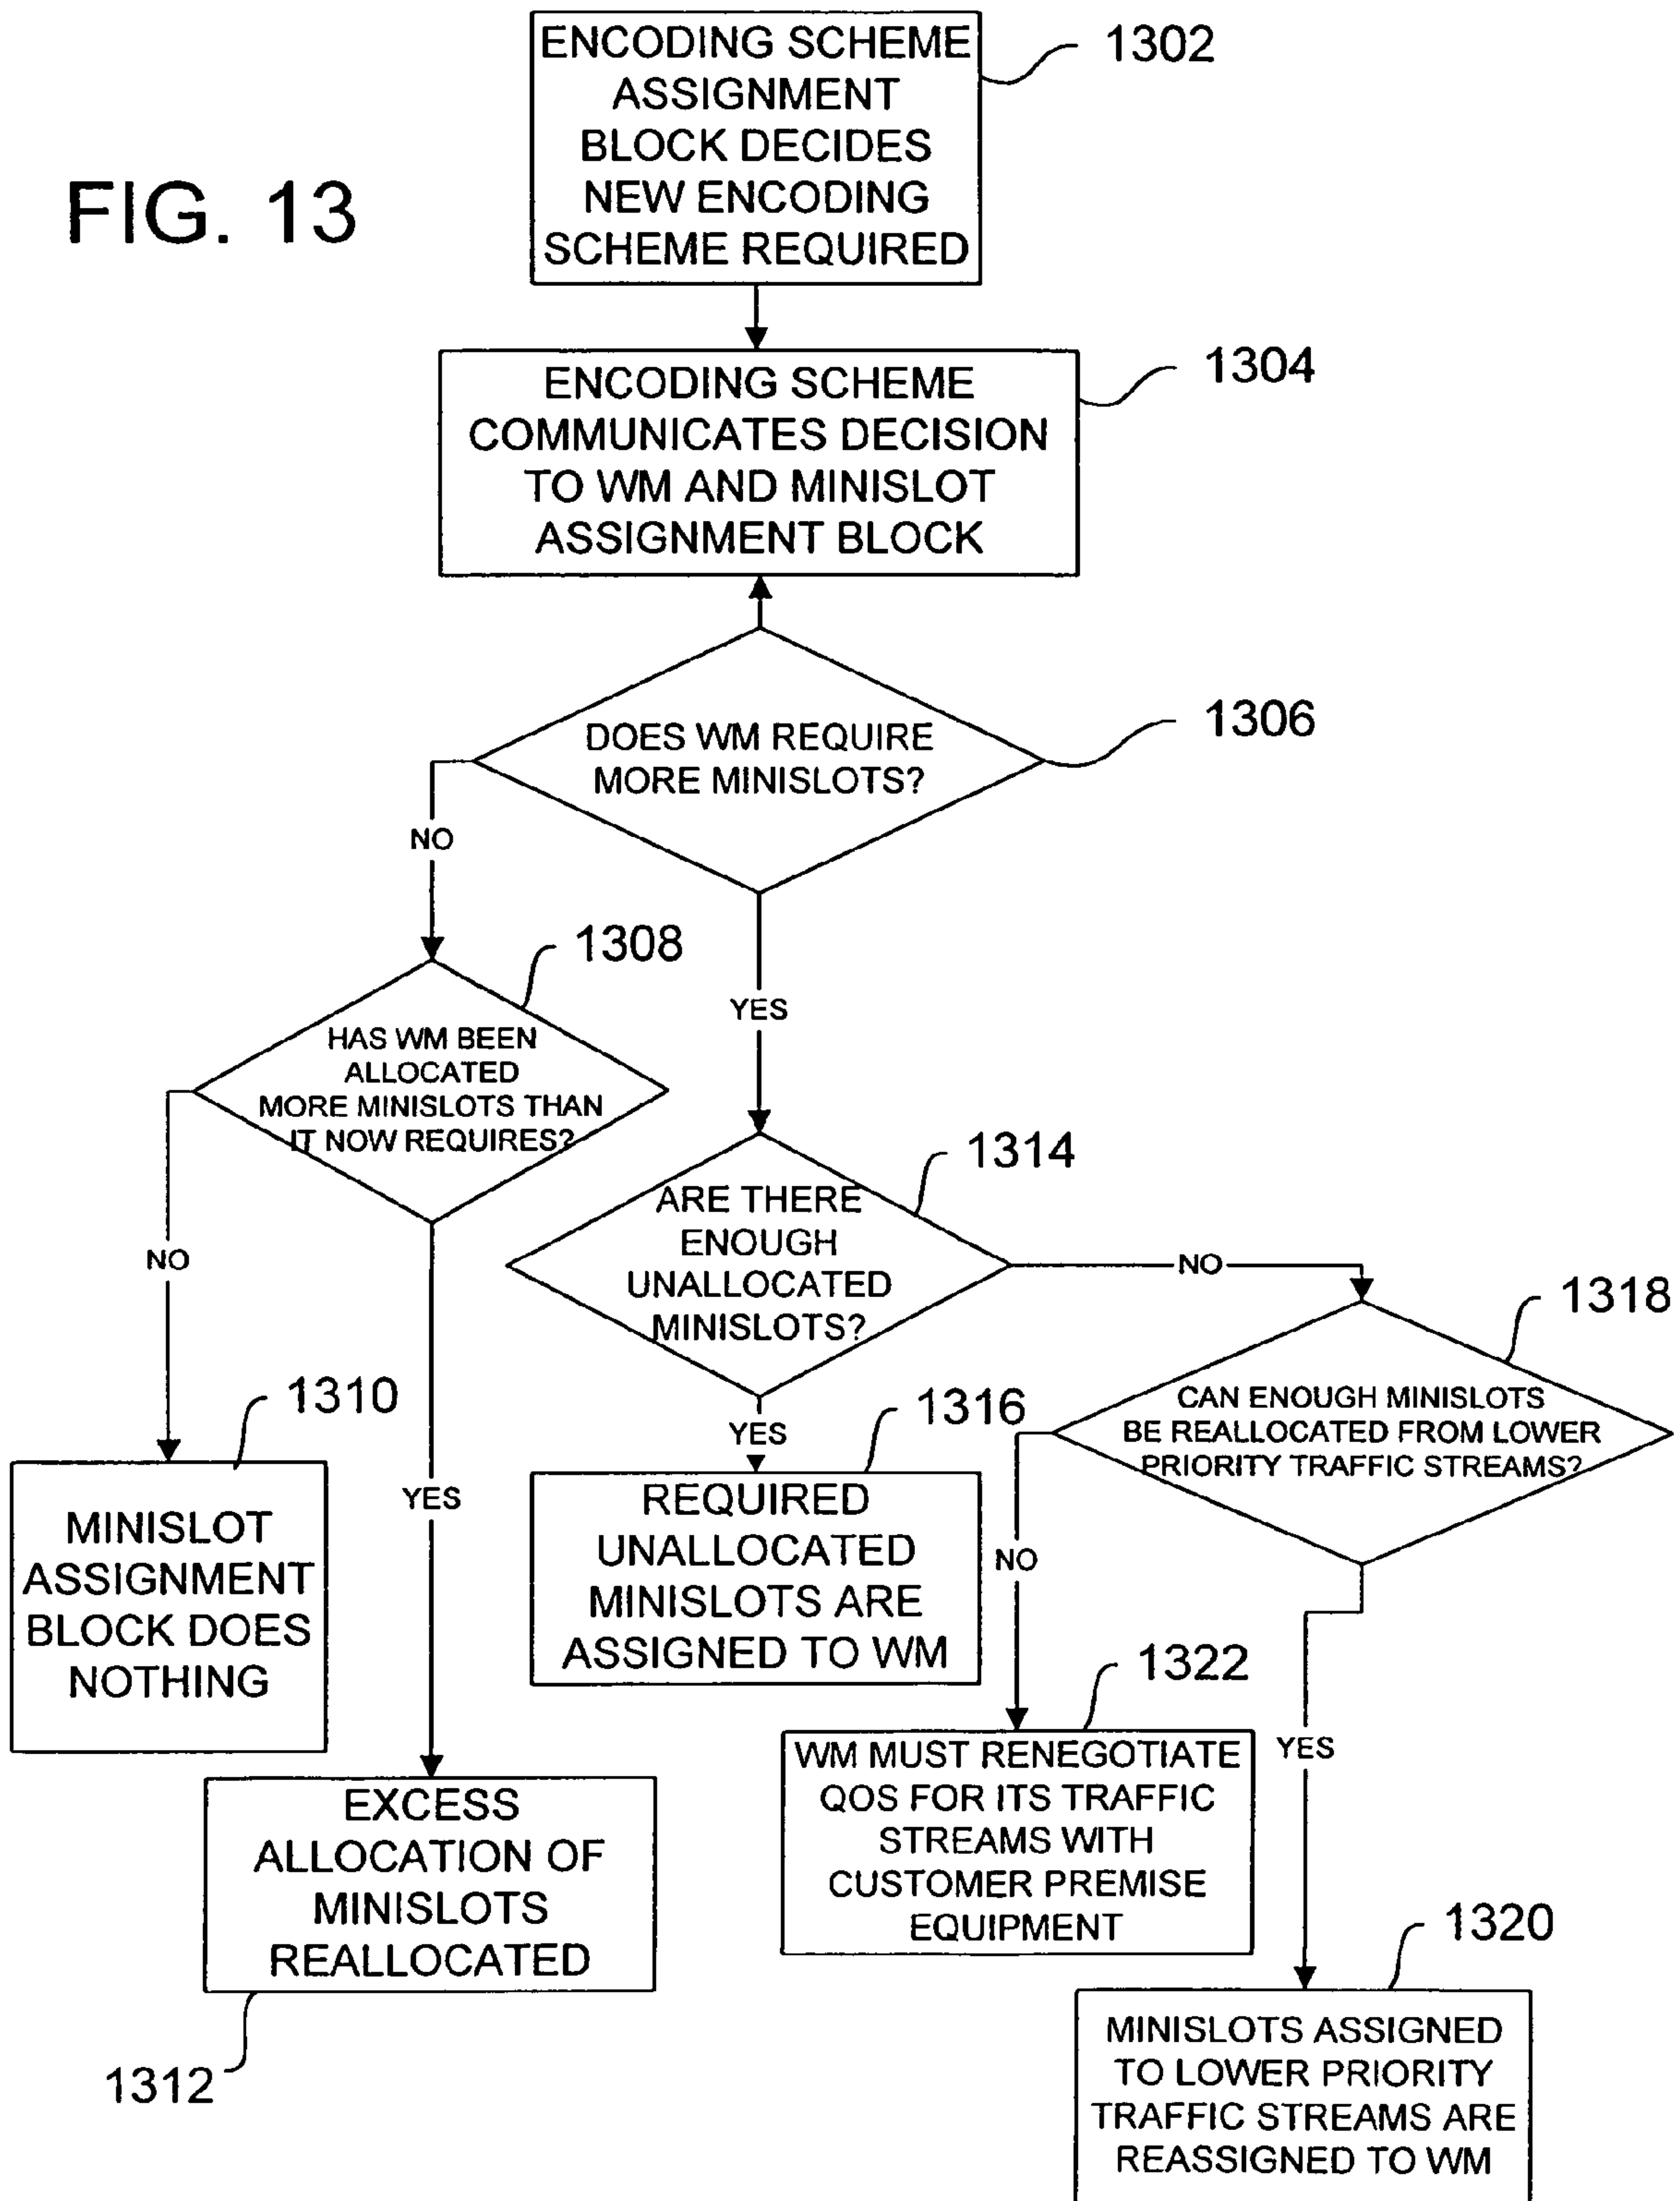 FIG. 13
ENCODING SCHEME
ASSIGNMENT
BLOCK DECIDES
NEW ENCODING
SCHEME REQUIRED
1302
ENCODING SCHEME
COMMUNICATES DECISION
TO WM AND MINISLOT
ASSIGNMENT BLOCK
1304
DOES WM REQUIRE
MORE MINISLOTS?
1306
NO
YES
HAS WM BEEN
ALLOCATED
MORE MINISLOTS THAN
IT NOW REQUIRES?
1308
NO
YES
ARE THERE
ENOUGH
UNALLOCATED
MINISLOTS?
1314
NO
YES
CAN ENOUGH MINISLOTS
BE REALLOCATED FROM LOWER
PRIORITY TRAFFIC STREAMS?
1318
NO
YES
MINISLOT
ASSIGNMENT
BLOCK DOES
NOTHING
1310
REQUIRED
UNALLOCATED
MINISLOTS ARE
ASSIGNED TO WM
1316
WM MUST RENEGOTIATE
QOS FOR ITS TRAFFIC
STREAMS WITH
CUSTOMER PREMISE
EQUIPMENT
1322
EXCESS
ALLOCATION OF
MINISLOTS
REALLOCATED
1312
MINISLOTS ASSIGNED
TO LOWER PRIORITY
TRAFFIC STREAMS ARE
REASSIGNED TO WM
1320